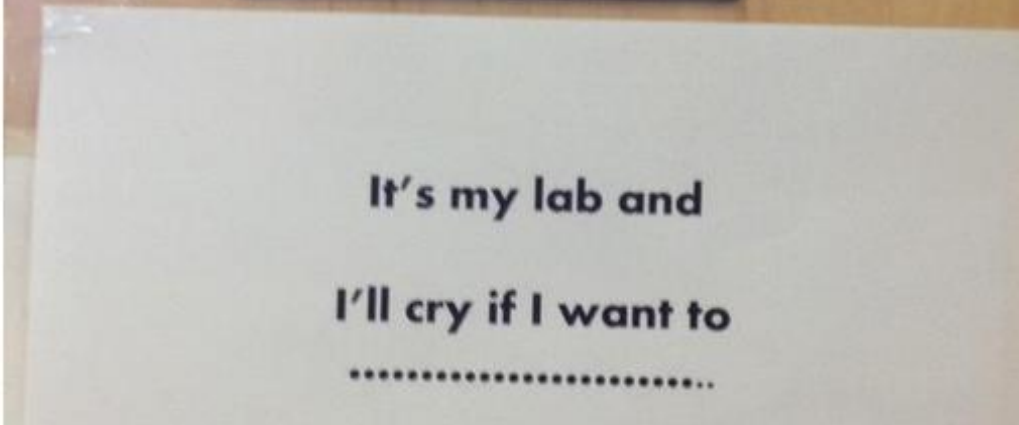 It's my lab and
I'll cry if I want to
..........................